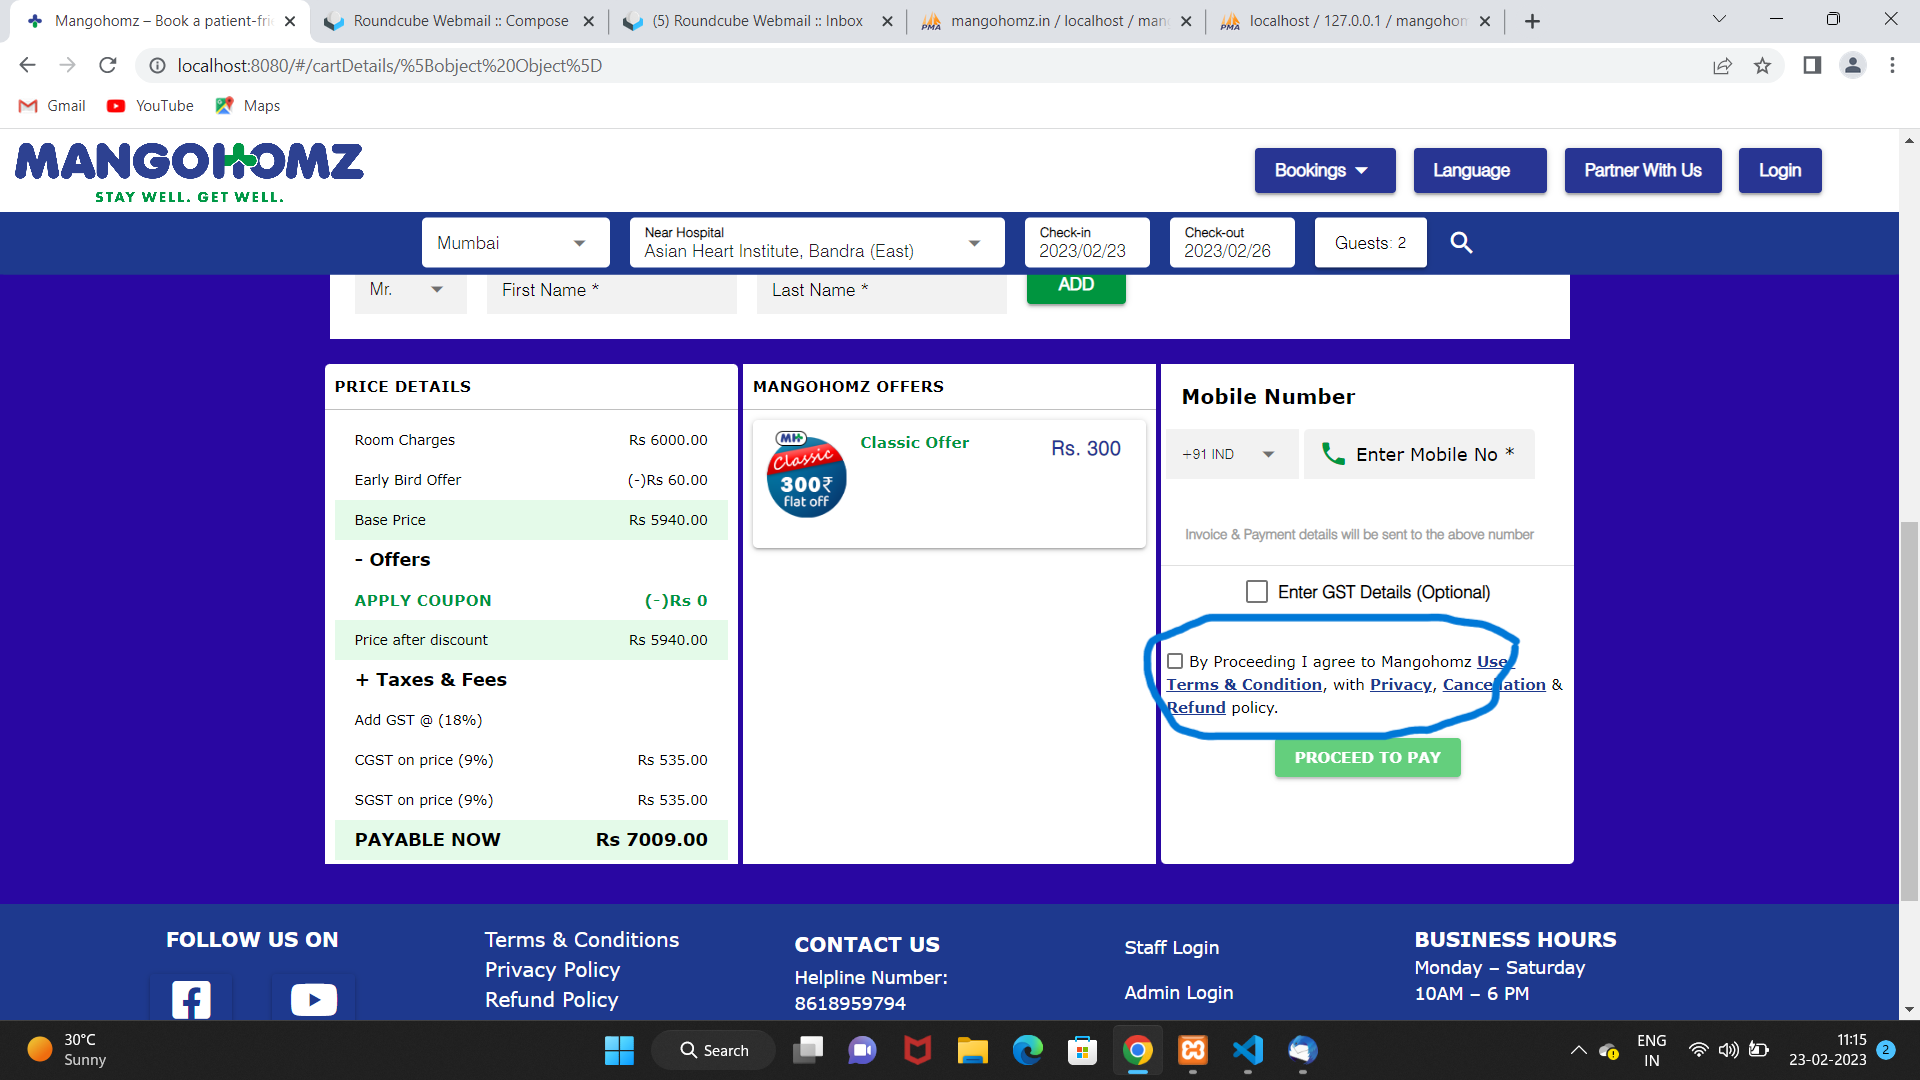 Mangohomz – Book a patient-frie
Roundcube Webmail :: Compose
(5) Roundcube Webmail :: Inbox
mangohomz.in / localhost / mang
localhost / 127.0.0.1 / mangohom
localhost:8080/#/cartDetails/%5Bobject%20Object%5D
Gmail
YouTube
Maps
MANGOHOMZ
STAY WELL. GET WELL.
Bookings
Language
Partner With Us
Login
Mumbai
Near Hospital
Asian Heart Institute, Bandra (East)
Check-in
2023/02/23
Check-out
2023/02/26
Guests: 2
Mr.
First Name *
Last Name *
ADD
PRICE DETAILS
Room Charges Rs 6000.00
Early Bird Offer (-)Rs 60.00
Base Price Rs 5940.00
- Offers
APPLY COUPON (-)Rs 0
Price after discount Rs 5940.00
+ Taxes & Fees
Add GST @ (18%)
CGST on price (9%) Rs 535.00
SGST on price (9%) Rs 535.00
PAYABLE NOW Rs 7009.00
MANGOHOMZ OFFERS
MH+
Classic
300₹
flat off
Classic Offer
Rs. 300
Mobile Number
+91 IND
Enter Mobile No *
Invoice & Payment details will be sent to the above number
Enter GST Details (Optional)
By Proceeding I agree to Mangohomz Use
Terms & Condition, with Privacy, Cancellation &
Refund policy.
PROCEED TO PAY
FOLLOW US ON
Terms & Conditions
Privacy Policy
Refund Policy
CONTACT US
Helpline Number:
8618959794
Staff Login
Admin Login
BUSINESS HOURS
Monday – Saturday
10AM – 6 PM
30°C
Sunny
Search
ENG
IN
11:15
23-02-2023
2